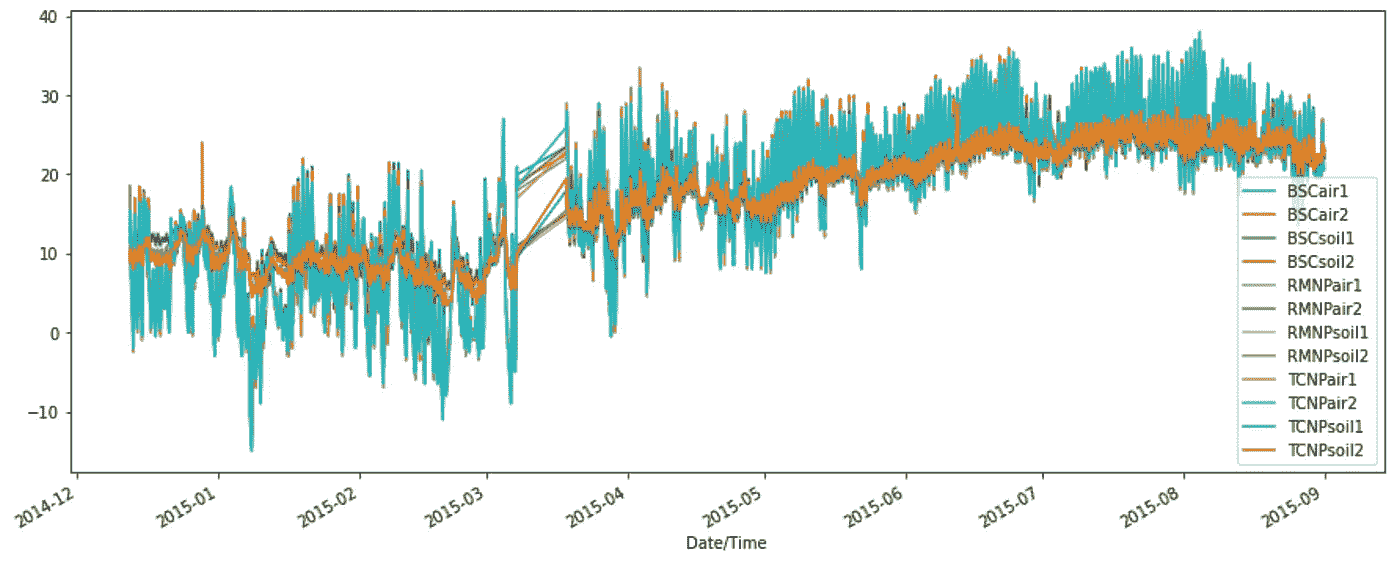 40
30
20
10
0
−10
2014-12
2015-01
2015-02
2015-03
2015-04
2015-05
2015-06
2015-07
2015-08
2015-09
Date/Time
BSCair1
BSCair2
BSCsoil1
BSCsoil2
RMNPair1
RMNPair2
RMNPsoil1
RMNPsoil2
TCNPair1
TCNPair2
TCNPsoil1
TCNPsoil2